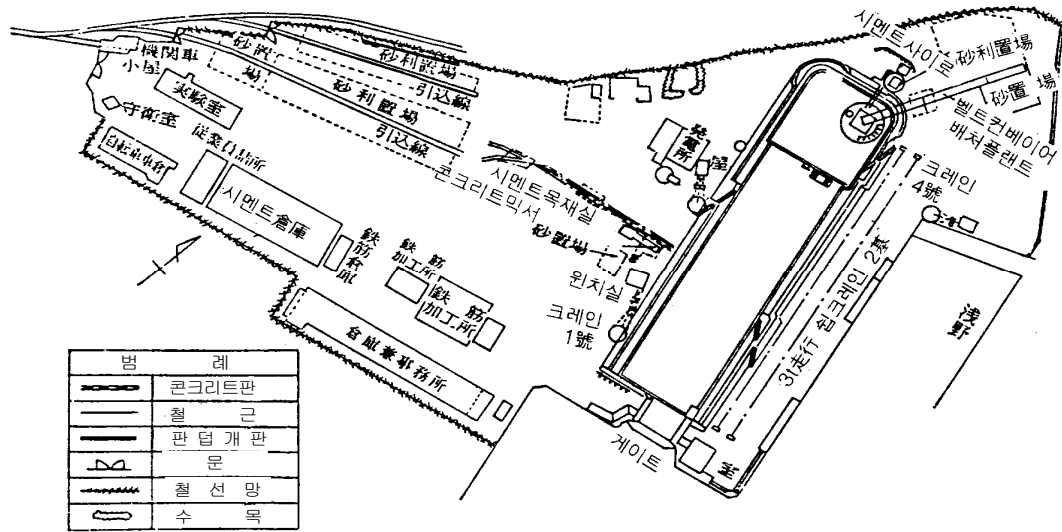 機関車
小屋
守衛室
自転車車倉
実験室
従業員詰所
시멘트倉庫
砂置
場
砂利置場
引込線
砂利置場
引込線
시멘트목재실
콘크리트믹서
砂置場
윈치실
크레인
1號
鉄筋倉庫
鉄筋
加工所
鉄筋
加工所
倉庫兼事務所
発電所
室
시멘트사이로
砂利置場
砂置場
벨트컨베이어
배처플랜트
크레인
4號
浅野
3t走行 컴크레인 2基
게이트
室
범 례
콘크리트판
철 근
판덥개판
문
철선망
수 목